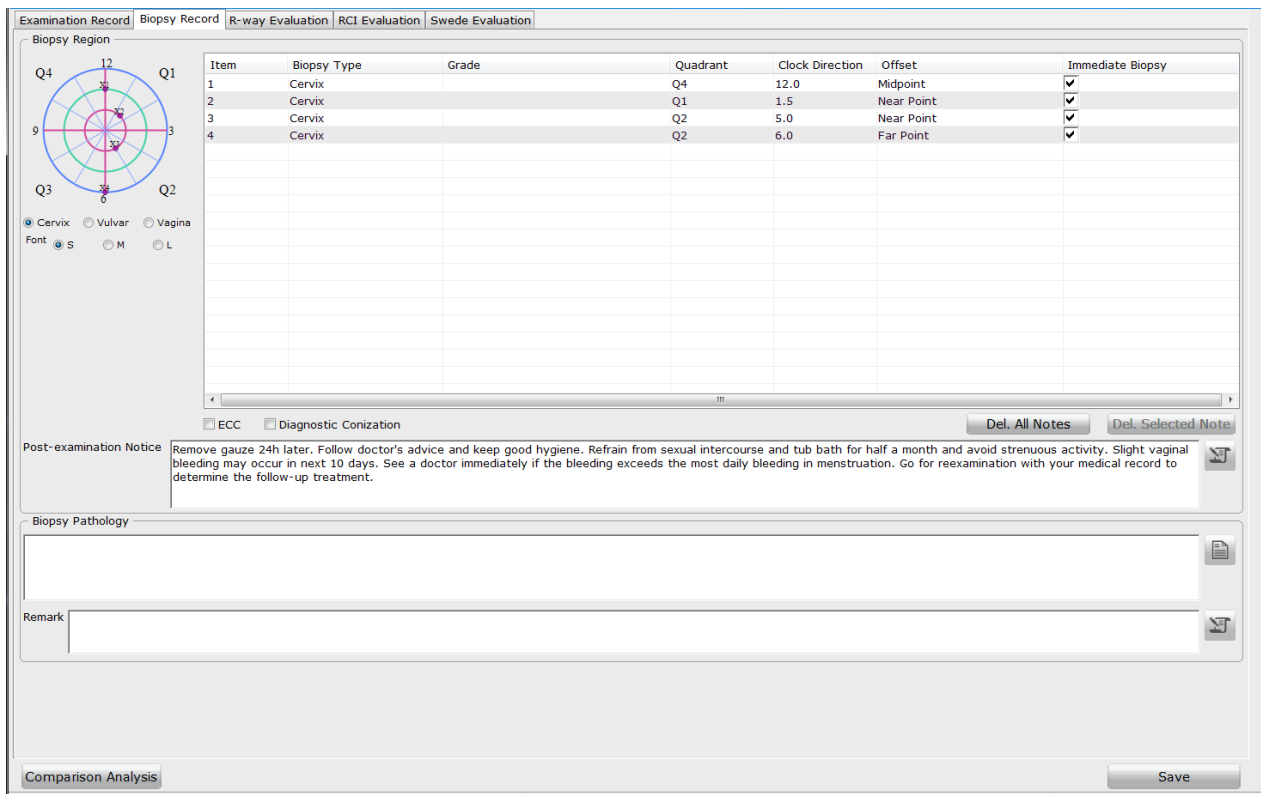 Examination Record Biopsy Record R-way Evaluation RCI Evaluation Swede Evaluation
Biopsy Region
12
Q4 Q1
X1
X2
9 3
X3
Q3 X4 Q2
6
Cervix Vulvar Vagina
Font S M L
Item Biopsy Type Grade Quadrant Clock Direction Offset Immediate Biopsy
1 Cervix Q4 12.0 Midpoint
2 Cervix Q1 1.5 Near Point
3 Cervix Q2 5.0 Near Point
4 Cervix Q2 6.0 Far Point
ECC Diagnostic Conization Del. All Notes Del. Selected Note
Post-examination Notice
Remove gauze 24h later. Follow doctor's advice and keep good hygiene. Refrain from sexual intercourse and tub bath for half a month and avoid strenuous activity. Slight vaginal
bleeding may occur in next 10 days. See a doctor immediately if the bleeding exceeds the most daily bleeding in menstruation. Go for reexamination with your medical record to
determine the follow-up treatment.
Biopsy Pathology
Remark
Comparison Analysis Save